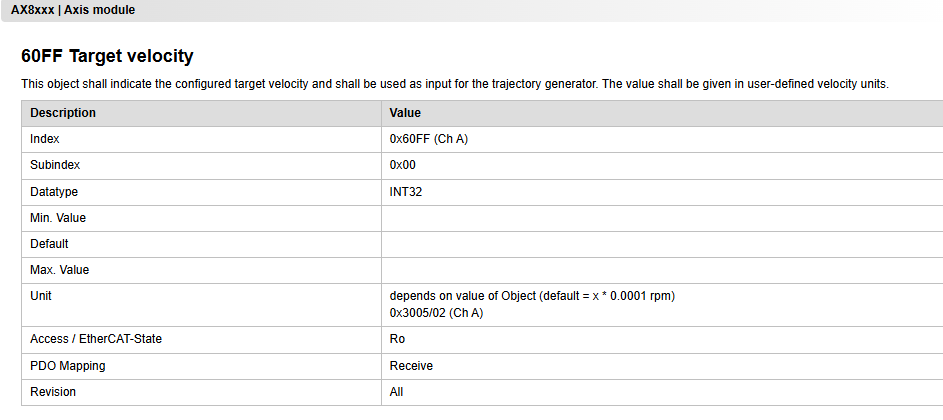 AX8xxx | Axis module
60FF Target velocity
This object shall indicate the configured target velocity and shall be used as input for the trajectory generator. The value shall be given in user-defined velocity units.
Description Value
Index 0x60FF (Ch A)
Subindex 0x00
Datatype INT32
Min. Value
Default
Max. Value
Unit depends on value of Object (default = x * 0.0001 rpm)
0x3005/02 (Ch A)
Access / EtherCAT-State Ro
PDO Mapping Receive
Revision All